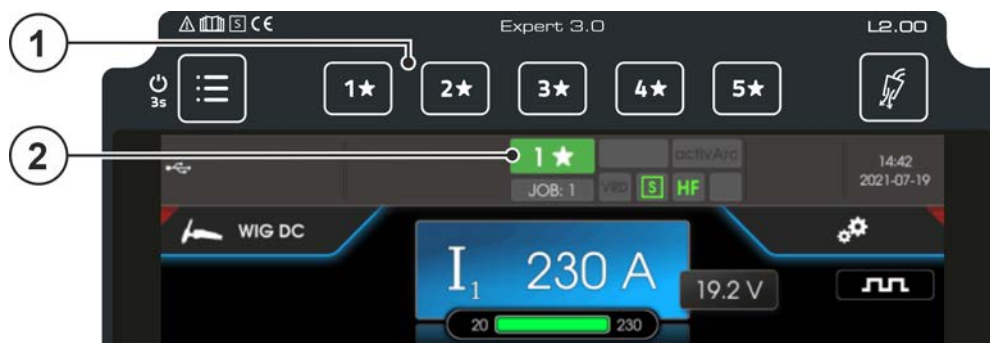 S CE Expert 3.0 L2.00
1
3s 1★ 2★ 3★ 4★ 5★
2
1★ activArc 14:42
JOB: 1 VRD S HF 2021-07-19
WIG DC
I1 230 A 19.2 V
20 230